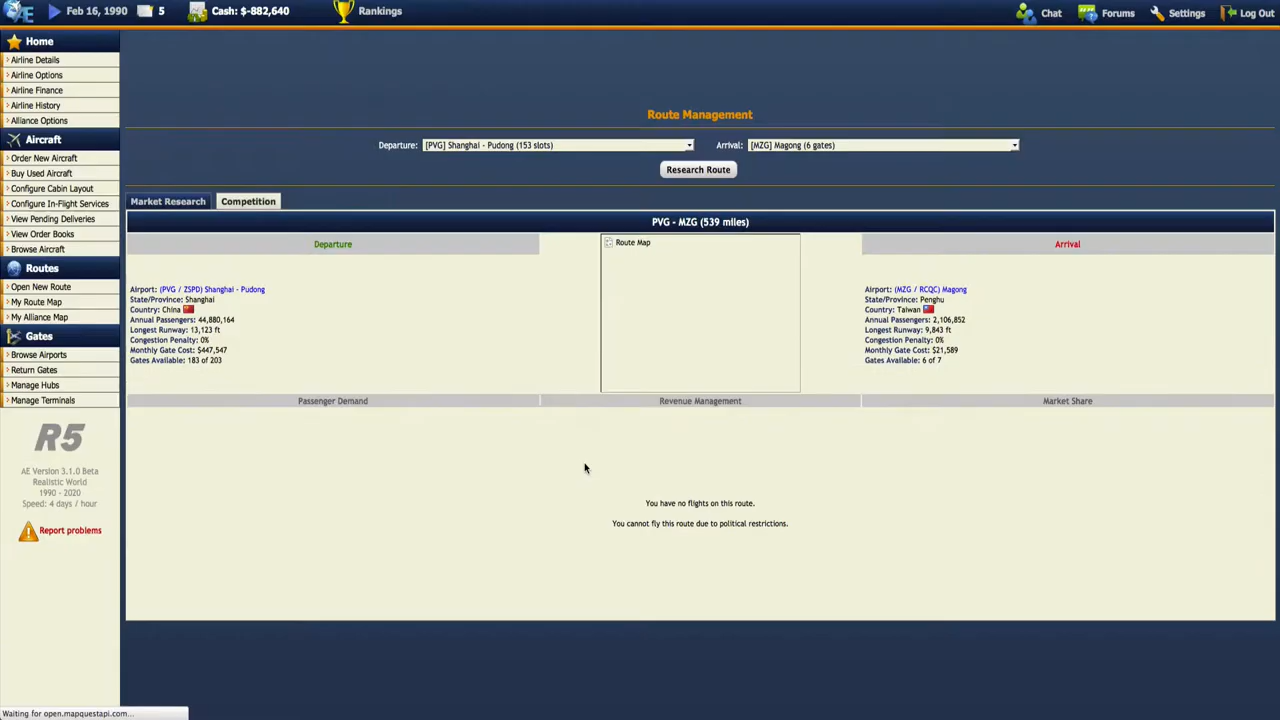 AE Feb 16, 1990 5 Cash: $-882,640 Rankings Chat Forums Settings Log Out
Home
Airline Details
Airline Options
Airline Finance
Airline History
Alliance Options
Aircraft
Order New Aircraft
Buy Used Aircraft
Configure Cabin Layout
Configure In-Flight Services
View Pending Deliveries
View Order Books
Browse Aircraft
Routes
Open New Route
My Route Map
My Alliance Map
Gates
Browse Airports
Return Gates
Manage Hubs
Manage Terminals
R5
AE Version 3.1.0 Beta
Realistic World
1990 - 2020
Speed: 4 days / hour
Report problems
Route Management
Departure: [PVG] Shanghai - Pudong (153 slots) Arrival: [MZG] Magong (6 gates)
Research Route
Market Research Competition
PVG - MZG (539 miles)
Departure
Airport: (PVG / ZSPD) Shanghai - Pudong
State/Province: Shanghai
Country: China
Annual Passengers: 44,880,164
Longest Runway: 13,123 ft
Congestion Penalty: 0%
Monthly Gate Cost: $447,547
Gates Available: 183 of 203
Route Map
Arrival
Airport: (MZG / RCQC) Magong
State/Province: Penghu
Country: Taiwan
Annual Passengers: 2,106,852
Longest Runway: 9,843 ft
Congestion Penalty: 0%
Monthly Gate Cost: $21,589
Gates Available: 6 of 7
Passenger Demand Revenue Management Market Share
You have no flights on this route.
You cannot fly this route due to political restrictions.
Waiting for open.mapquestapi.com...